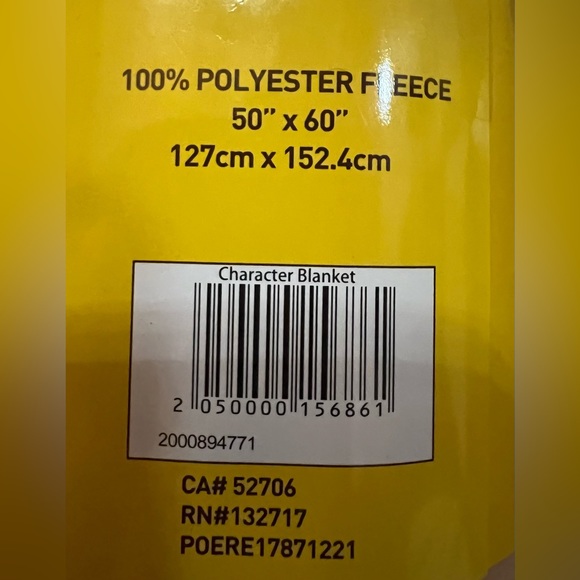 100% POLYESTER FLEECE
50” x 60”
127cm x 152.4cm
Character Blanket
2 050000 156861
2000894771
CA# 52706
RN#132717
POERE17871221